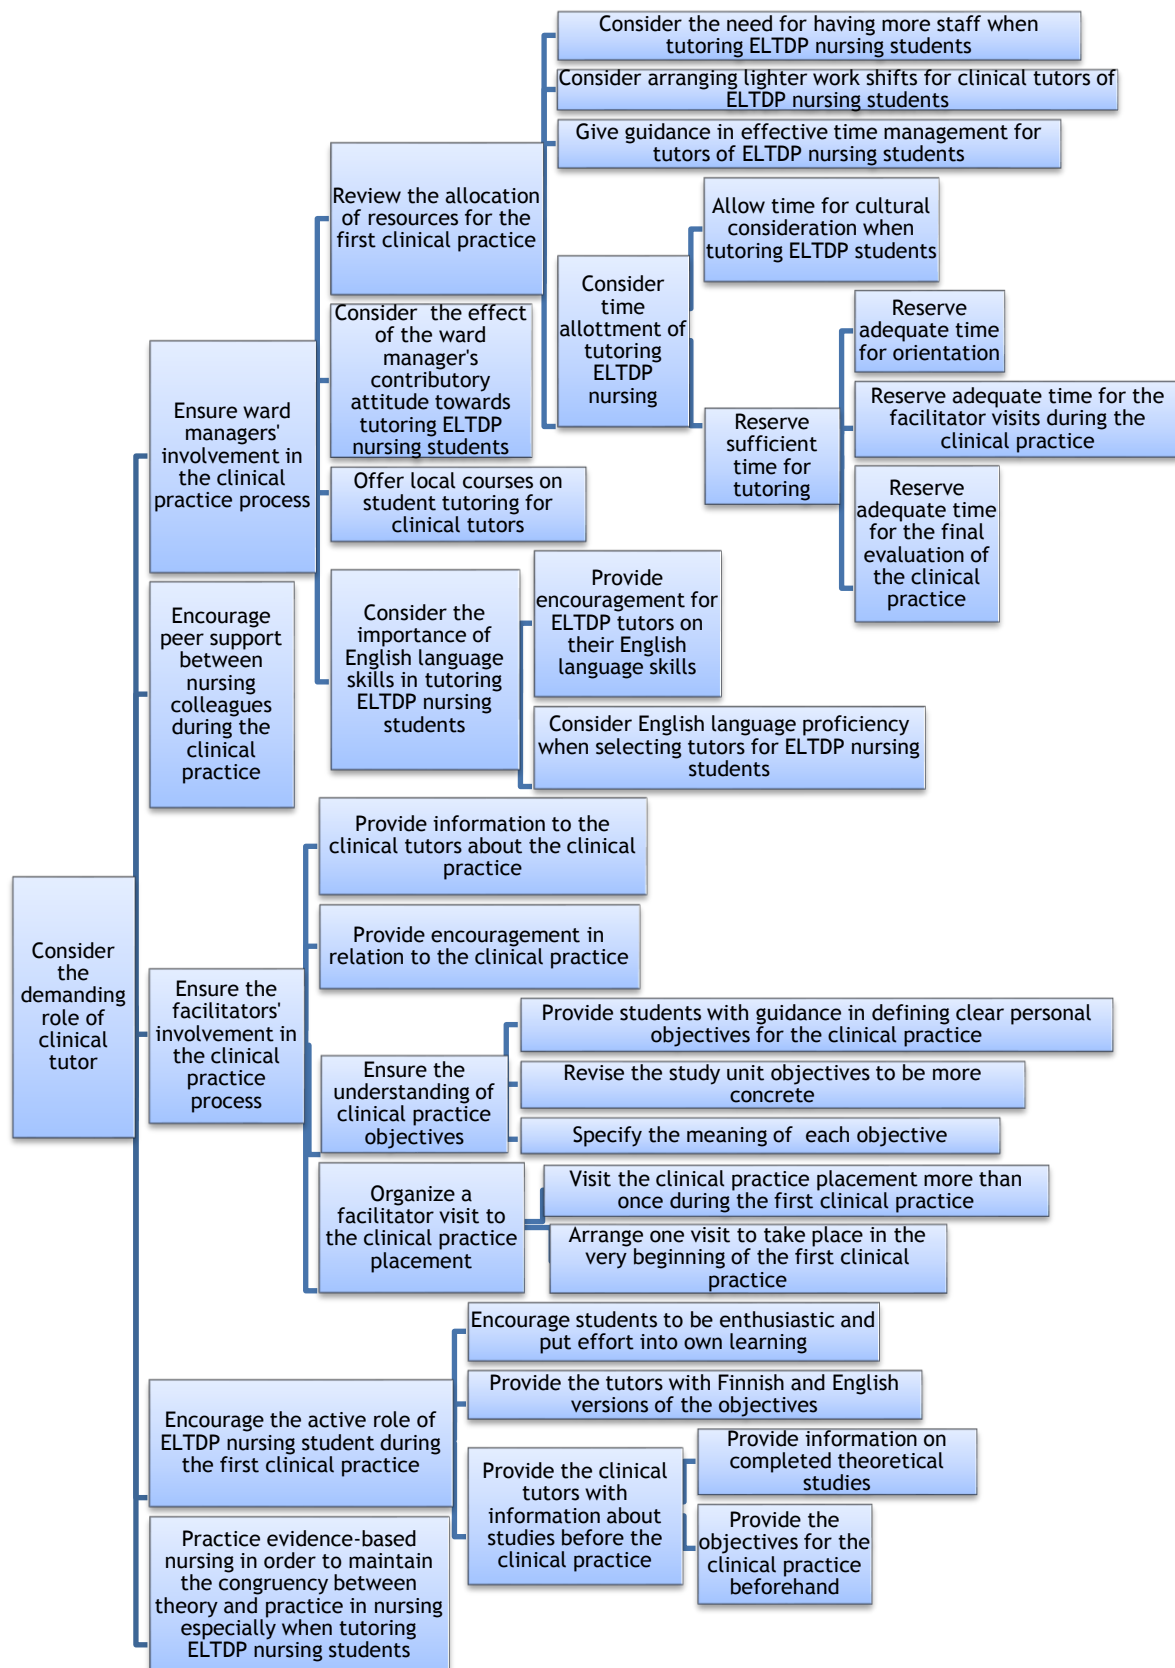 Consider
the
demanding
role of
clinical
tutor
Ensure ward
managers'
involvement in
the clinical
practice process
Review the allocation
of resources for the
first clinical practice
Consider the need for having more staff when
tutoring ELTDP nursing students
Consider arranging lighter work shifts for clinical tutors of
ELTDP nursing students
Give guidance in effective time management for
tutors of ELTDP nursing students
Consider
time
allottment of
tutoring
ELTDP
nursing
Allow time for cultural
consideration when
tutoring ELTDP students
Reserve
sufficient
time for
tutoring
Reserve
adequate time
for orientation
Reserve adequate time for the
facilitator visits during the
clinical practice
Reserve
adequate time
for the final
evaluation of
the clinical
practice
Consider  the effect
of the ward
manager's
contributory
attitude towards
tutoring ELTDP
nursing students
Offer local courses on
student tutoring for
clinical tutors
Consider the
importance of
English language
skills in tutoring
ELTDP nursing
students
Provide
encouragement for
ELTDP tutors on
their English
language skills
Consider English language proficiency
when selecting tutors for ELTDP nursing
students
Encourage
peer support
between
nursing
colleagues
during the
clinical
practice
Ensure the
facilitators'
involvement in
the clinical
practice
process
Provide information to the
clinical tutors about the clinical
practice
Provide encouragement in
relation to the clinical practice
Ensure the
understanding of
clinical practice
objectives
Provide students with guidance in defining clear personal
objectives for the clinical practice
Revise the study unit objectives to be more
concrete
Specify the meaning of  each objective
Organize a
facilitator visit to
the clinical practice
placement
Visit the clinical practice placement more than
once during the first clinical practice
Arrange one visit to take place in the
very beginning of the first clinical
practice
Encourage the active role of
ELTDP nursing student during
the first clinical practice
Encourage students to be enthusiastic and
put effort into own learning
Provide the tutors with Finnish and English
versions of the objectives
Provide the clinical
tutors with
information about
studies before the
clinical practice
Provide information on
completed theoretical
studies
Provide the
objectives for the
clinical practice
beforehand
Practice evidence-based
nursing in order to maintain
the congruency between
theory and practice in nursing
especially when tutoring
ELTDP nursing students